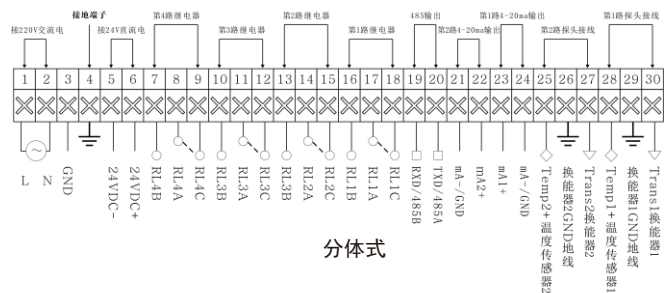 接地端子 第4路继电器 第2路继电器 485输出 第1路4-20ma输出 第1路探头接线
接220V交流电 接24V直流电 第3路继电器 第1路继电器 第2路4-20ma输出 第2路探头接线
1 2 3 4 5 6 7 8 9 10 11 12 13 14 15 16 17 18 19 20 21 22 23 24 25 26 27 28 29 30
L
N
GND
24VDC-
24VDC+
RL4B
RL4A
RL4C
RL3B
RL3A
RL3C
RL3B
RL2A
RL2C
RL1B
RL1A
RL1C
RXD/485B
TXD/485A
mA-/GND
mA2+
mA1+
mA-/GND
Temp2+温度传感器2
换能器2GND地线
Trans2换能器2
Temp1+温度传感器1
换能器1GND地线
Trans1换能器1
分体式